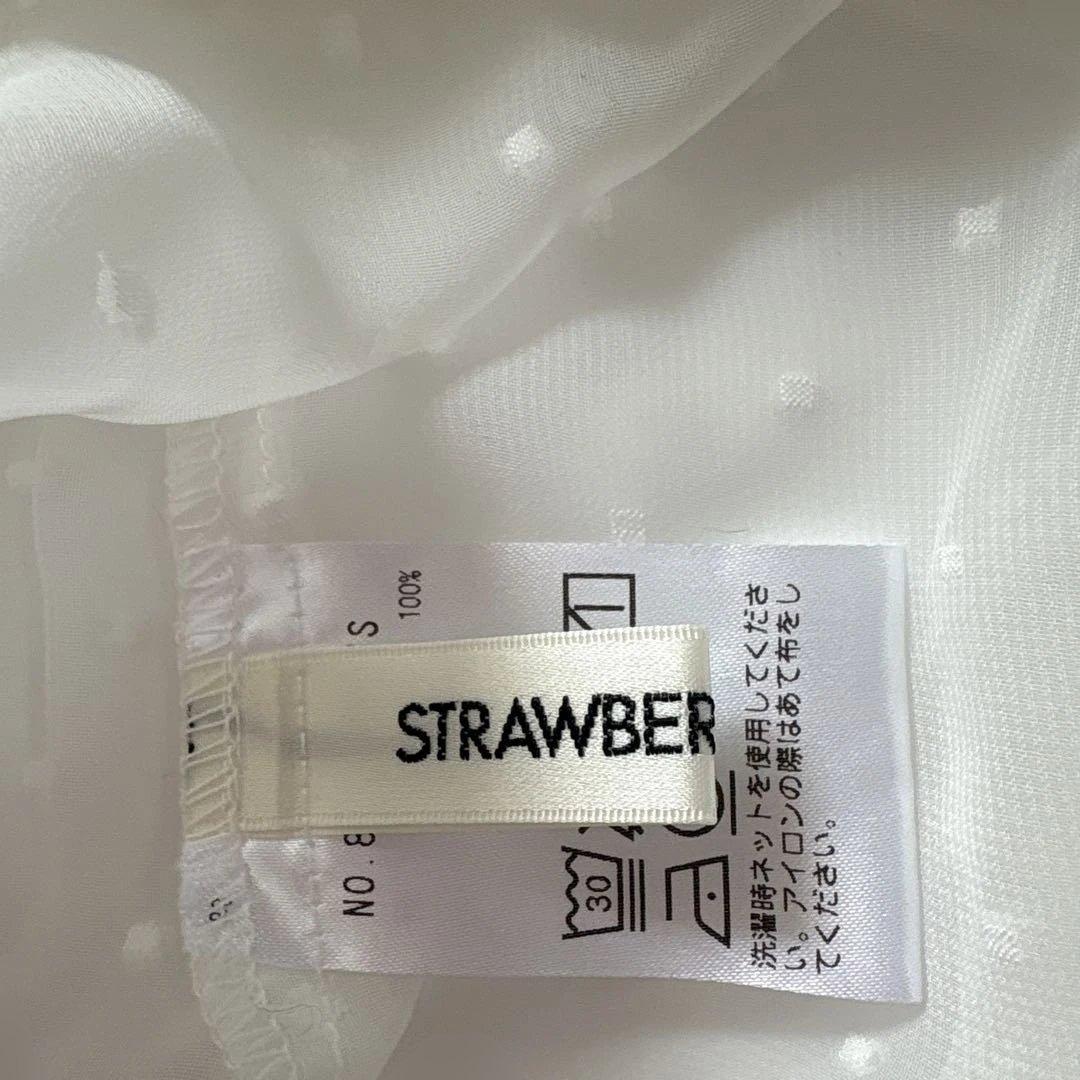 STRAWBER
NO.8
S
100%
30
洗濯時ネットを使用してくださ
い。アイロンの際はあて布をし
てください。